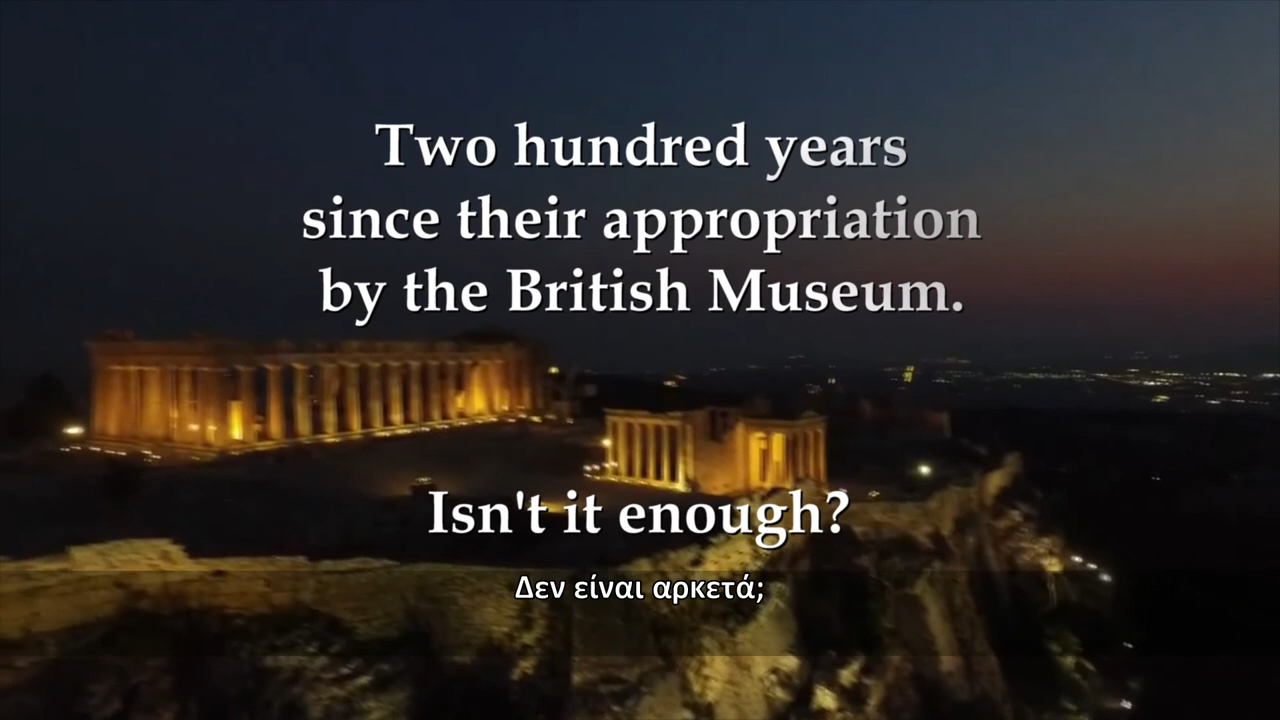 Two hundred years
since their appropriation
by the British Museum.
Isn't it enough?
Δεν είναι αρκετά;